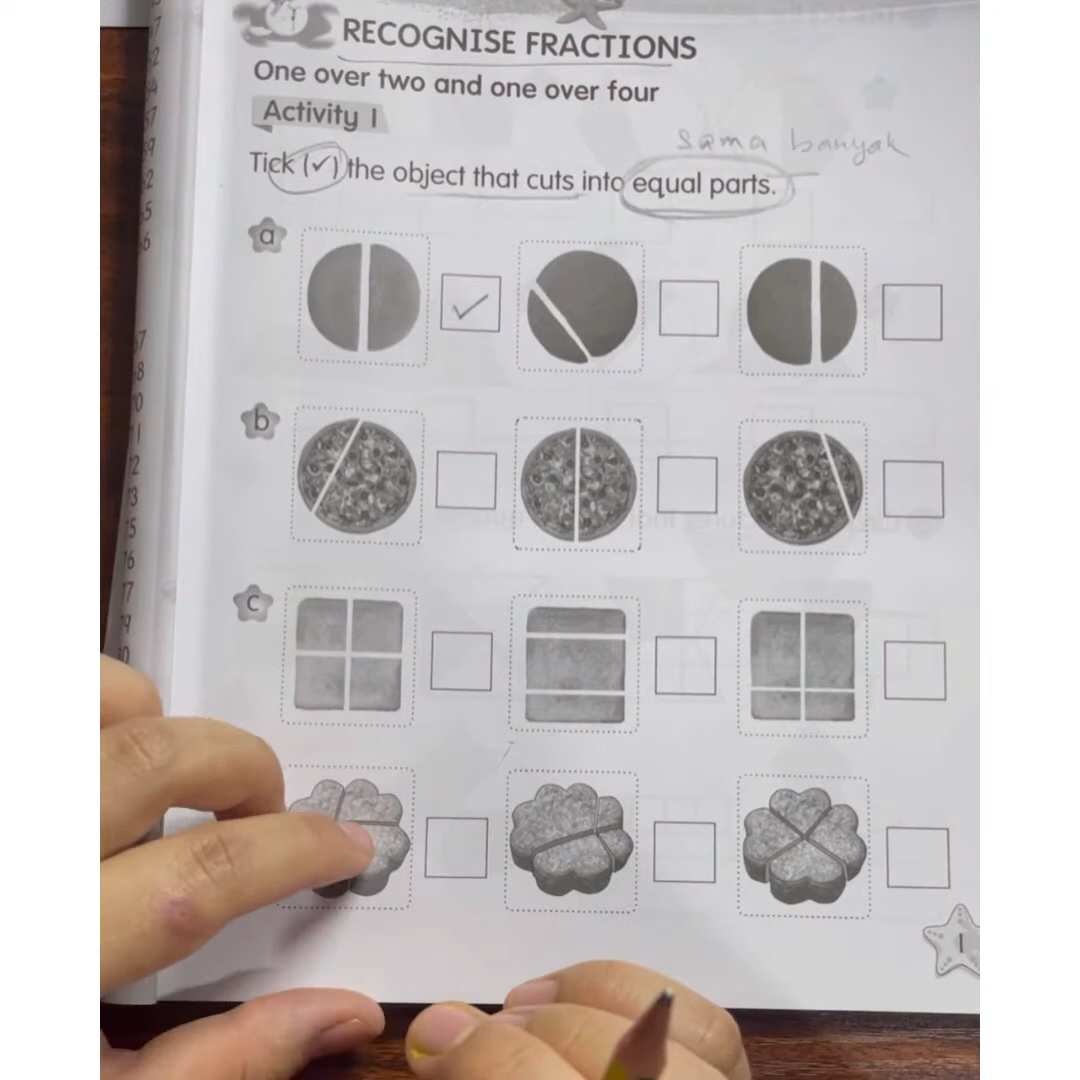 RECOGNISE FRACTIONS
One over two and one over four
Activity 1
sama banyak
Tick (✓) the object that cuts into equal parts.
a
b
c
1